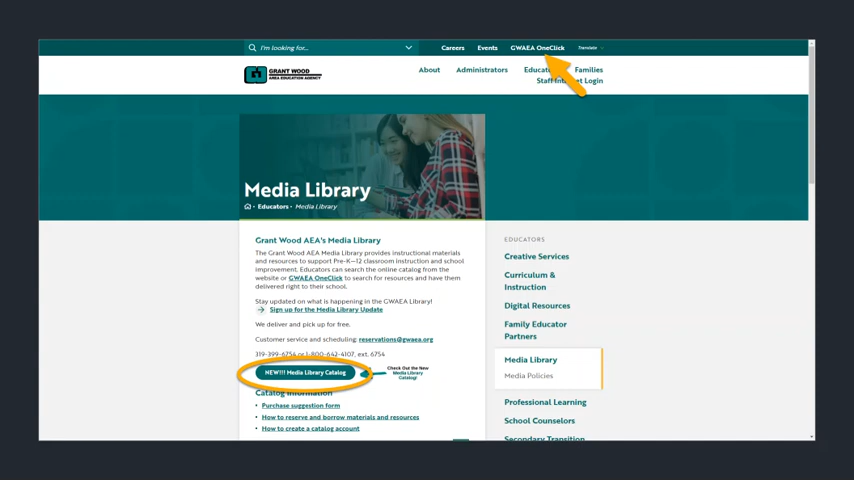 I'm looking for...
Careers
Events
GWAEA OneClick
Translate
GRANT WOOD
AREA EDUCATION AGENCY
About
Administrators
Families
Media Library
Educators • Media Library
Grant Wood AEA's Media Library
The Grant Wood AEA Media Library provides instructional materials
and resources to support Pre-K—12 classroom instruction and school
improvement. Educators can search the online catalog from the
website or GWAEA OneClick to search for resources and have them
delivered right to their school.
Stay updated on what is happening in the GWAEA Library!
Sign up for the Media Library Update
We deliver and pick up for free.
Customer service and scheduling: reservations@gwaea.org
319-399-6754 or 1-800-642-4107, ext. 6754
NEW!!! Media Library Catalog
Check Out the New
Media Library
Catalog!
Catalog Information
Purchase suggestion form
How to reserve and borrow materials and resources
How to create a catalog account
EDUCATORS
Creative Services
Curriculum &
Instruction
Digital Resources
Family Educator
Partners
Media Library
Media Policies
Professional Learning
School Counselors
Secondary Transition